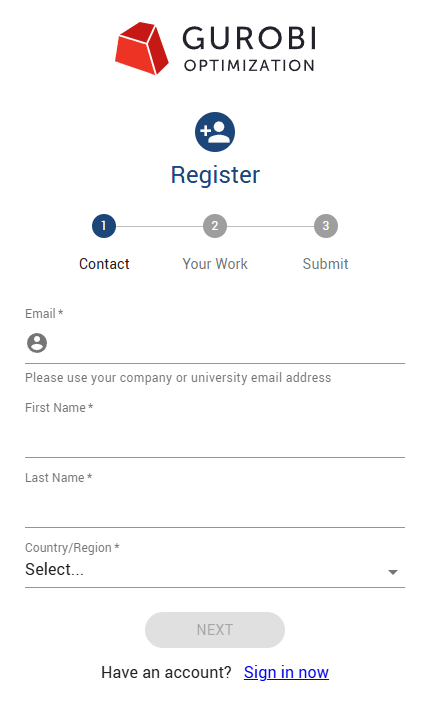 GUROBI
OPTIMIZATION
Register
1 2 3
Contact Your Work Submit
Email *
Please use your company or university email address
First Name *
Last Name *
Country/Region *
Select...
NEXT
Have an account? Sign in now